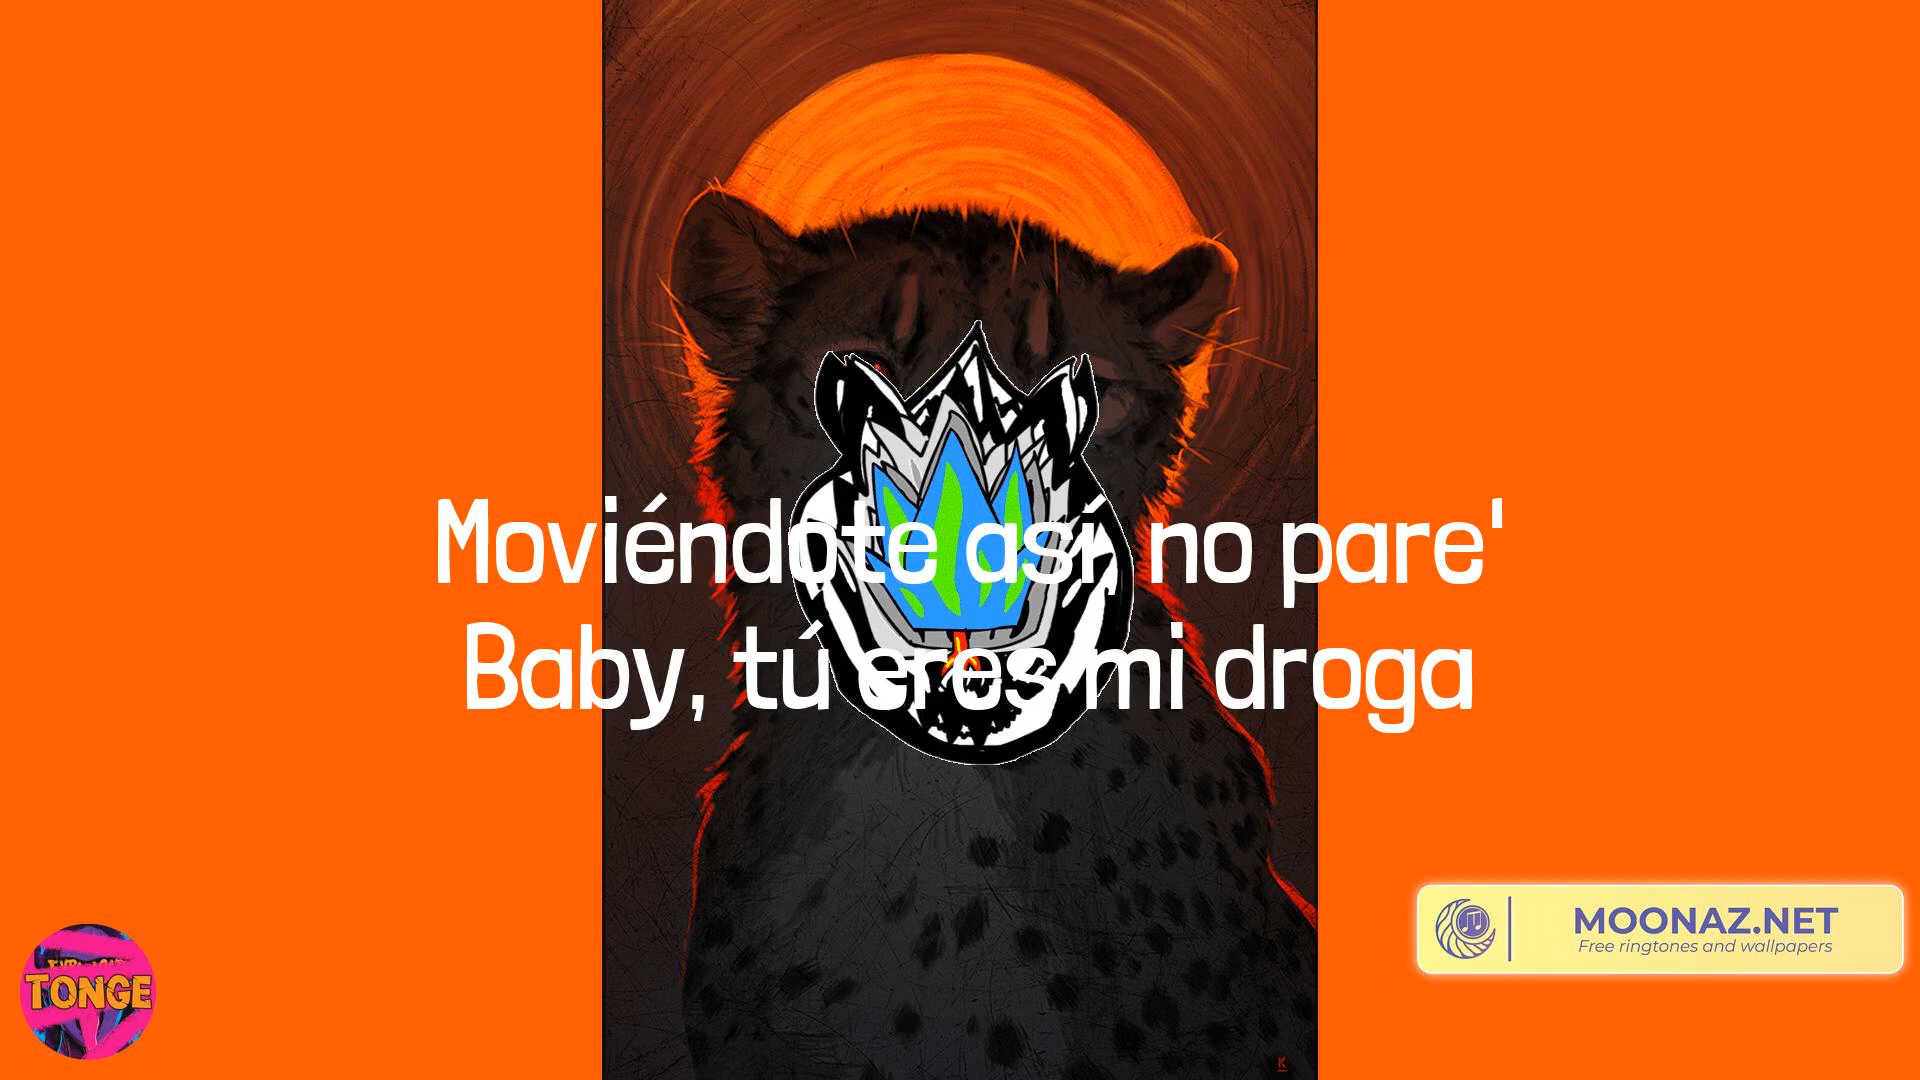 Moviéndote así, no pare'
Baby, tú eres mi droga
TONGE
MOONAZ.NET
Free ringtones and wallpapers
K